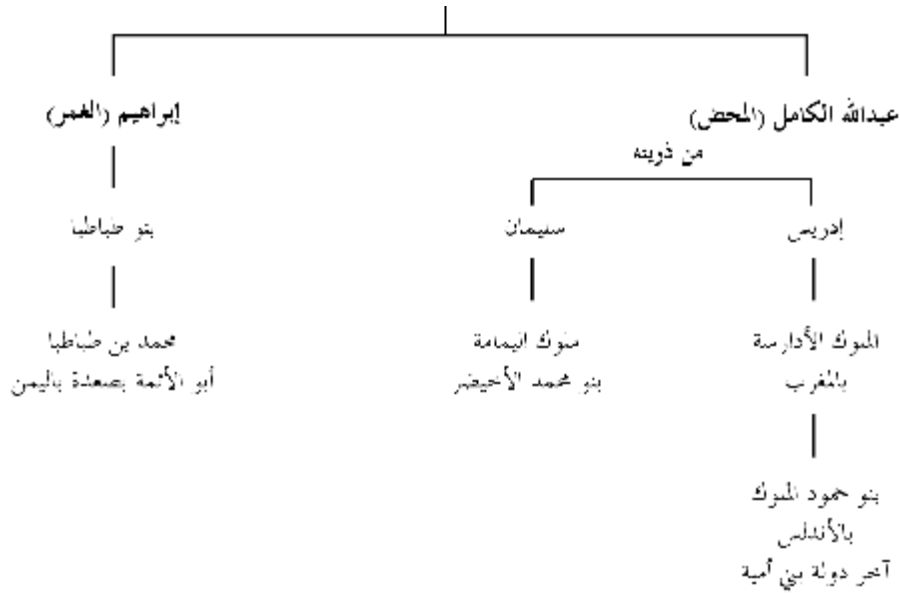 عبدالله الكامل (المحض)
إبراهيم (الغمر)
من ذريته
إدريس
سليمان
بنو طباطبا
الملوك الأدارسة
بالمغرب
ملوك اليمامة
بنو محمد الأخيضر
محمد بن طباطبا
أبو الأئمة بصعدة باليمن
بنو حمود الملوك
بالأندلس
آخر دولة بني أمية